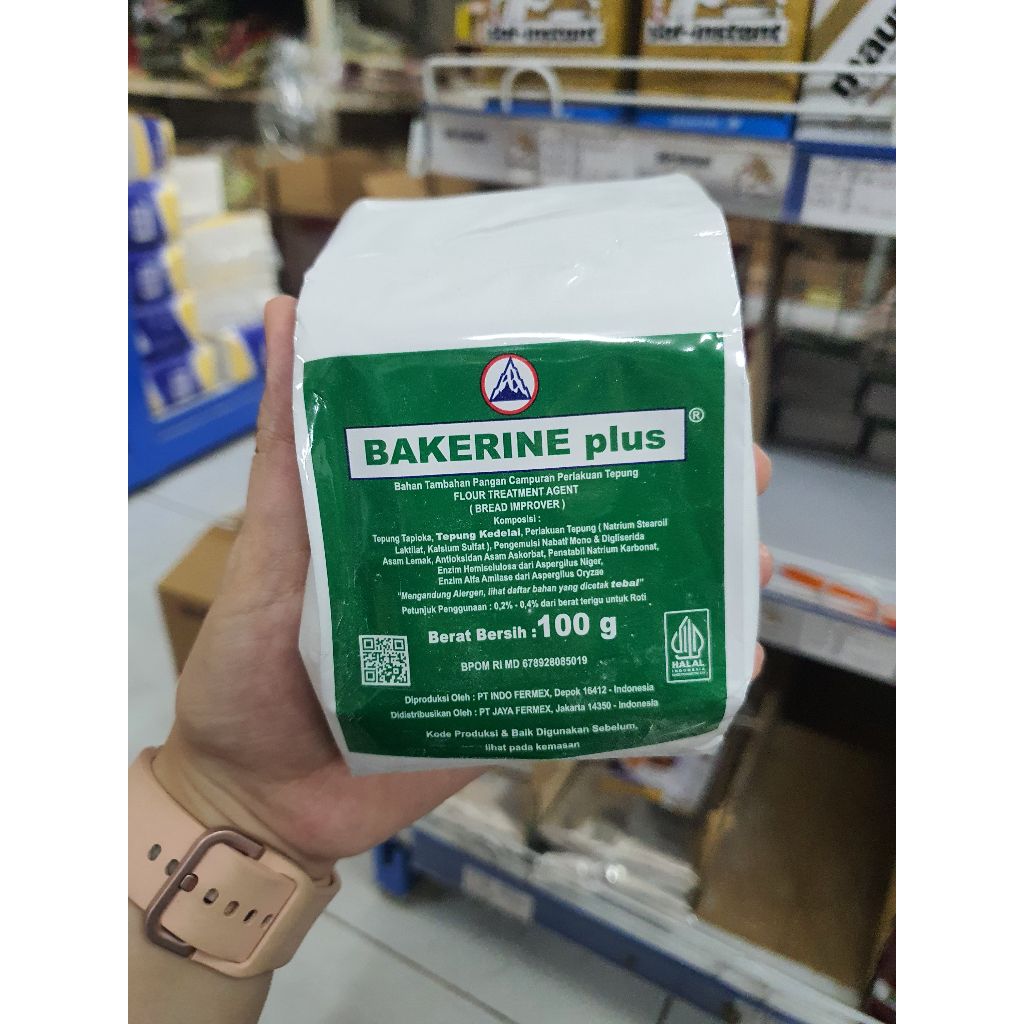 BAKERINE plus ®
Bahan Tambahan Pangan Campuran Perlakuan Tepung
FLOUR TREATMENT AGENT
( BREAD IMPROVER )
Komposisi :
Tepung Tapioka, Tepung Kedelai, Perlakuan Tepung ( Natrium Stearoil
Laktilat, Kalsium Sulfat ), Pengemulsi Nabati Mono & Digliserida
Asam Lemak, Antioksidan Asam Askorbat, Penstabil Natrium Karbonat,
Enzim Hemiselulosa dari Aspergilus Niger,
Enzim Alfa Amilase dari Aspergilus Oryzae
"Mengandung Alergen, lihat daftar bahan yang dicetak tebal"
Petunjuk Penggunaan : 0,2% - 0,4% dari berat terigu untuk Roti
Berat Bersih : 100 g
HALAL
INDONESIA
BPOM RI MD 678928085019
Diproduksi Oleh : PT INDO FERMEX, Depok 16412 - Indonesia
Didistribusikan Oleh : PT JAYA FERMEX, Jakarta 14350 - Indonesia
Kode Produksi & Baik Digunakan Sebelum,
lihat pada kemasan